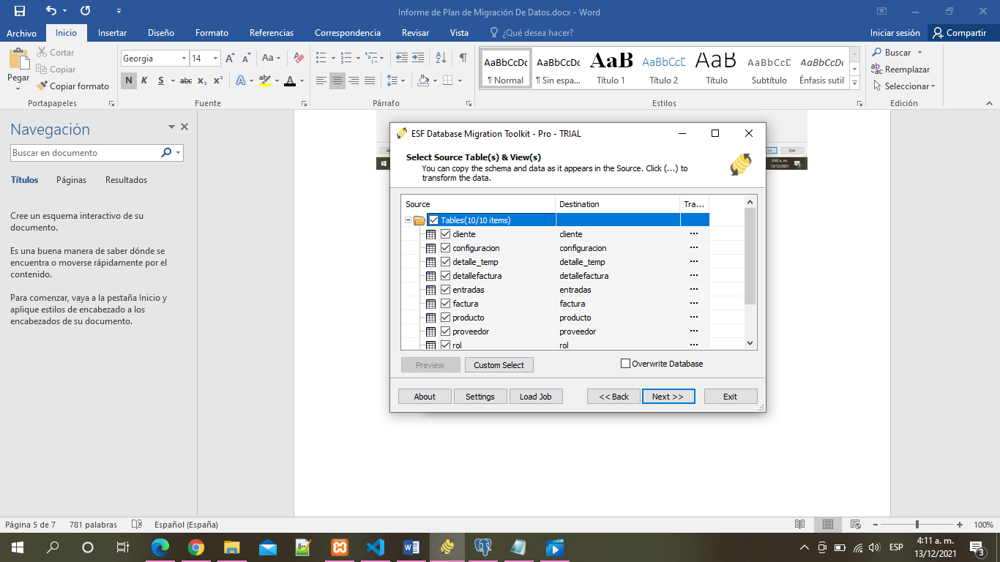 Informe de Plan de Migración De Datos.docx - Word
Archivo Inicio Insertar Diseño Formato Referencias Correspondencia Revisar Vista ¿Qué desea hacer? Iniciar sesión Compartir
Pegar
Cortar
Copiar
Copiar formato
Portapapeles
Georgia 14 A A Aa
N K S abc x₂ x² A aby A
Fuente
Párrafo
AaBbCcDc AaBbCcDc AaB AaBbCcD AaB AaBbCcD AaBbCcDc
¶ Normal ¶ Sin espa... Título 1 Título 2 Título Subtítulo Énfasis sutil
Estilos
Buscar
Reemplazar
Seleccionar
Edición
Navegación
Buscar en documento
Títulos Páginas Resultados
Cree un esquema interactivo de su
documento.
Es una buena manera de saber dónde se
encuentra o moverse rápidamente por el
contenido.
Para comenzar, vaya a la pestaña Inicio y
aplique estilos de encabezado a los
encabezados de su documento.
Exit
3:43 a. m.
13/12/2021
ESF Database Migration Toolkit - Pro - TRIAL
Select Source Table(s) & View(s)
You can copy the schema and data as it appears in the Source. Click (...) to
transform the data.
Source Destination Tra...
Tables(10/10 items)
cliente cliente ...
configuracion configuracion ...
detalle_temp detalle_temp ...
detallefactura detallefactura ...
entradas entradas ...
factura factura ...
producto producto ...
proveedor proveedor ...
rol rol ...
Preview Custom Select Overwrite Database
About Settings Load Job << Back Next >> Exit
Página 5 de 7 781 palabras Español (España) 100%
ESP
4:11 a. m.
13/12/2021
3